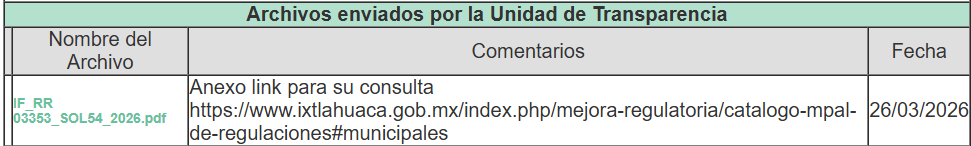 Archivos enviados por la Unidad de Transparencia
Nombre del
Archivo
Comentarios
Fecha
IF_RR
03353_SOL54_2026.pdf
Anexo link para su consulta
https://www.ixtlahuaca.gob.mx/index.php/mejora-regulatoria/catalogo-mpal-
de-regulaciones#municipales
26/03/2026